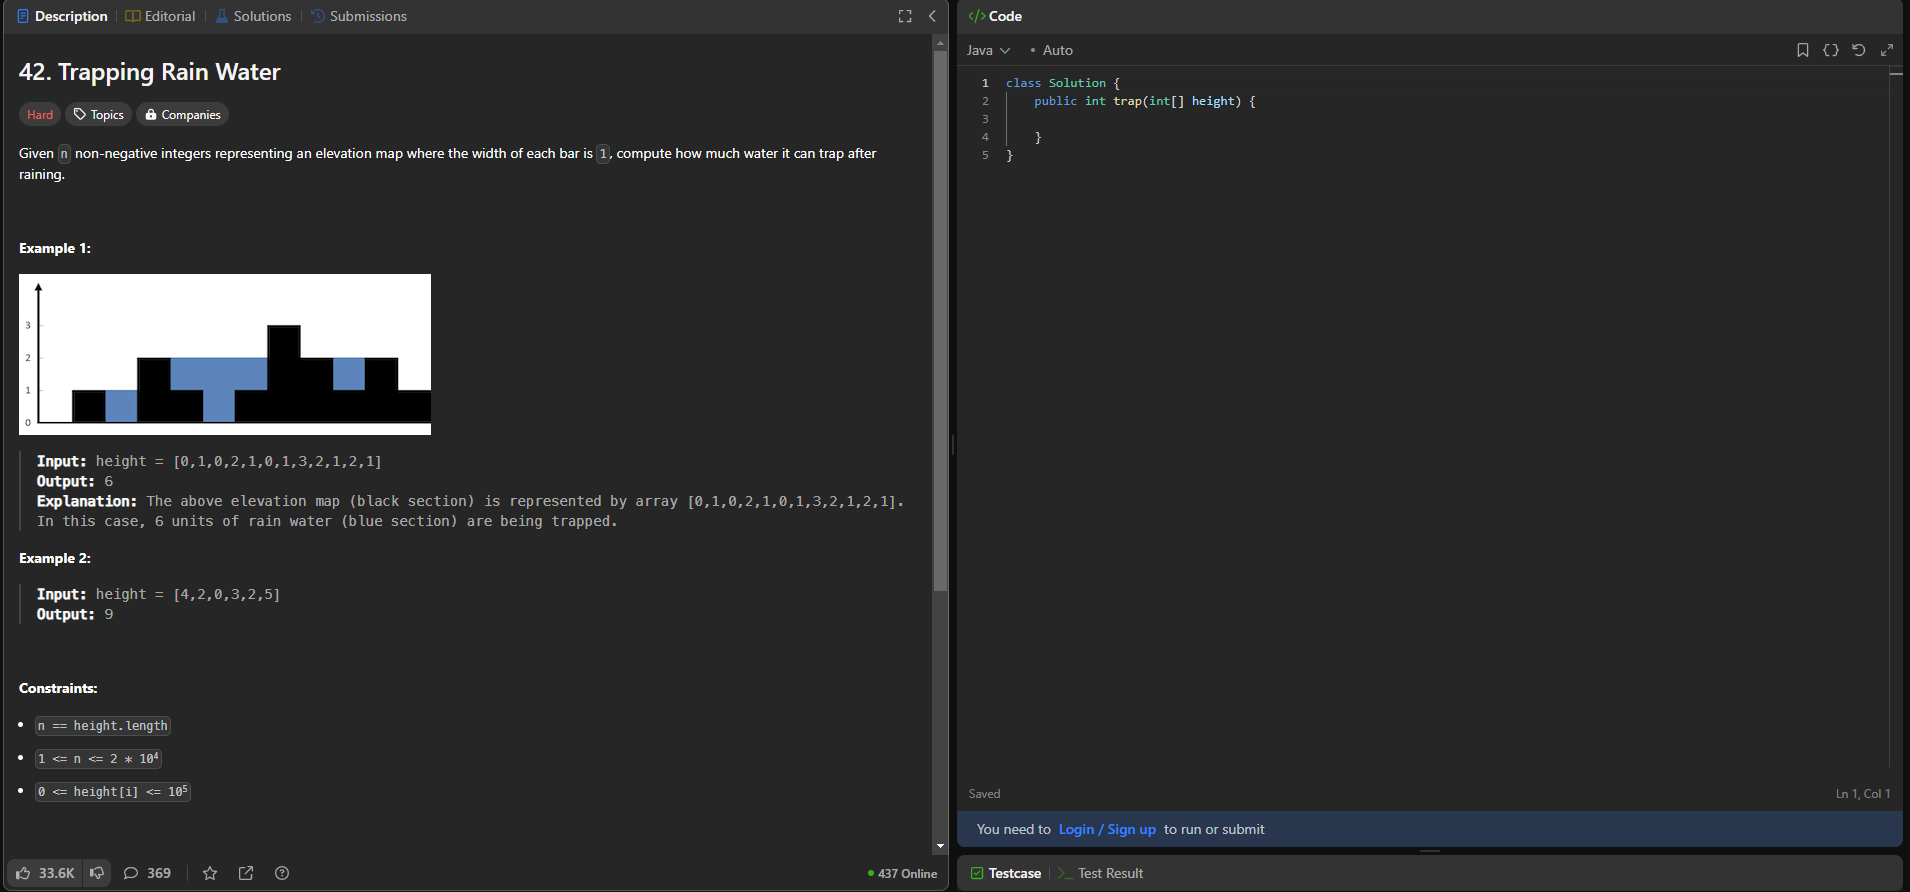 Description
Editorial
Solutions
Submissions
42. Trapping Rain Water
Hard
Topics
Companies
Given n non-negative integers representing an elevation map where the width of each bar is 1, compute how much water it can trap after
raining.
Example 1:
3
2
1
0
Input: height = [0,1,0,2,1,0,1,3,2,1,2,1]
Output: 6
Explanation: The above elevation map (black section) is represented by array [0,1,0,2,1,0,1,3,2,1,2,1].
In this case, 6 units of rain water (blue section) are being trapped.
Example 2:
Input: height = [4,2,0,3,2,5]
Output: 9
Constraints:
n == height.length
1 <= n <= 2 * 10⁴
0 <= height[i] <= 10⁵
33.6K
369
437 Online
</> Code
Java
Auto
1 class Solution {
2 public int trap(int[] height) {
3
4 }
5 }
Saved
Ln 1, Col 1
You need to Login / Sign up to run or submit
Testcase
>_ Test Result